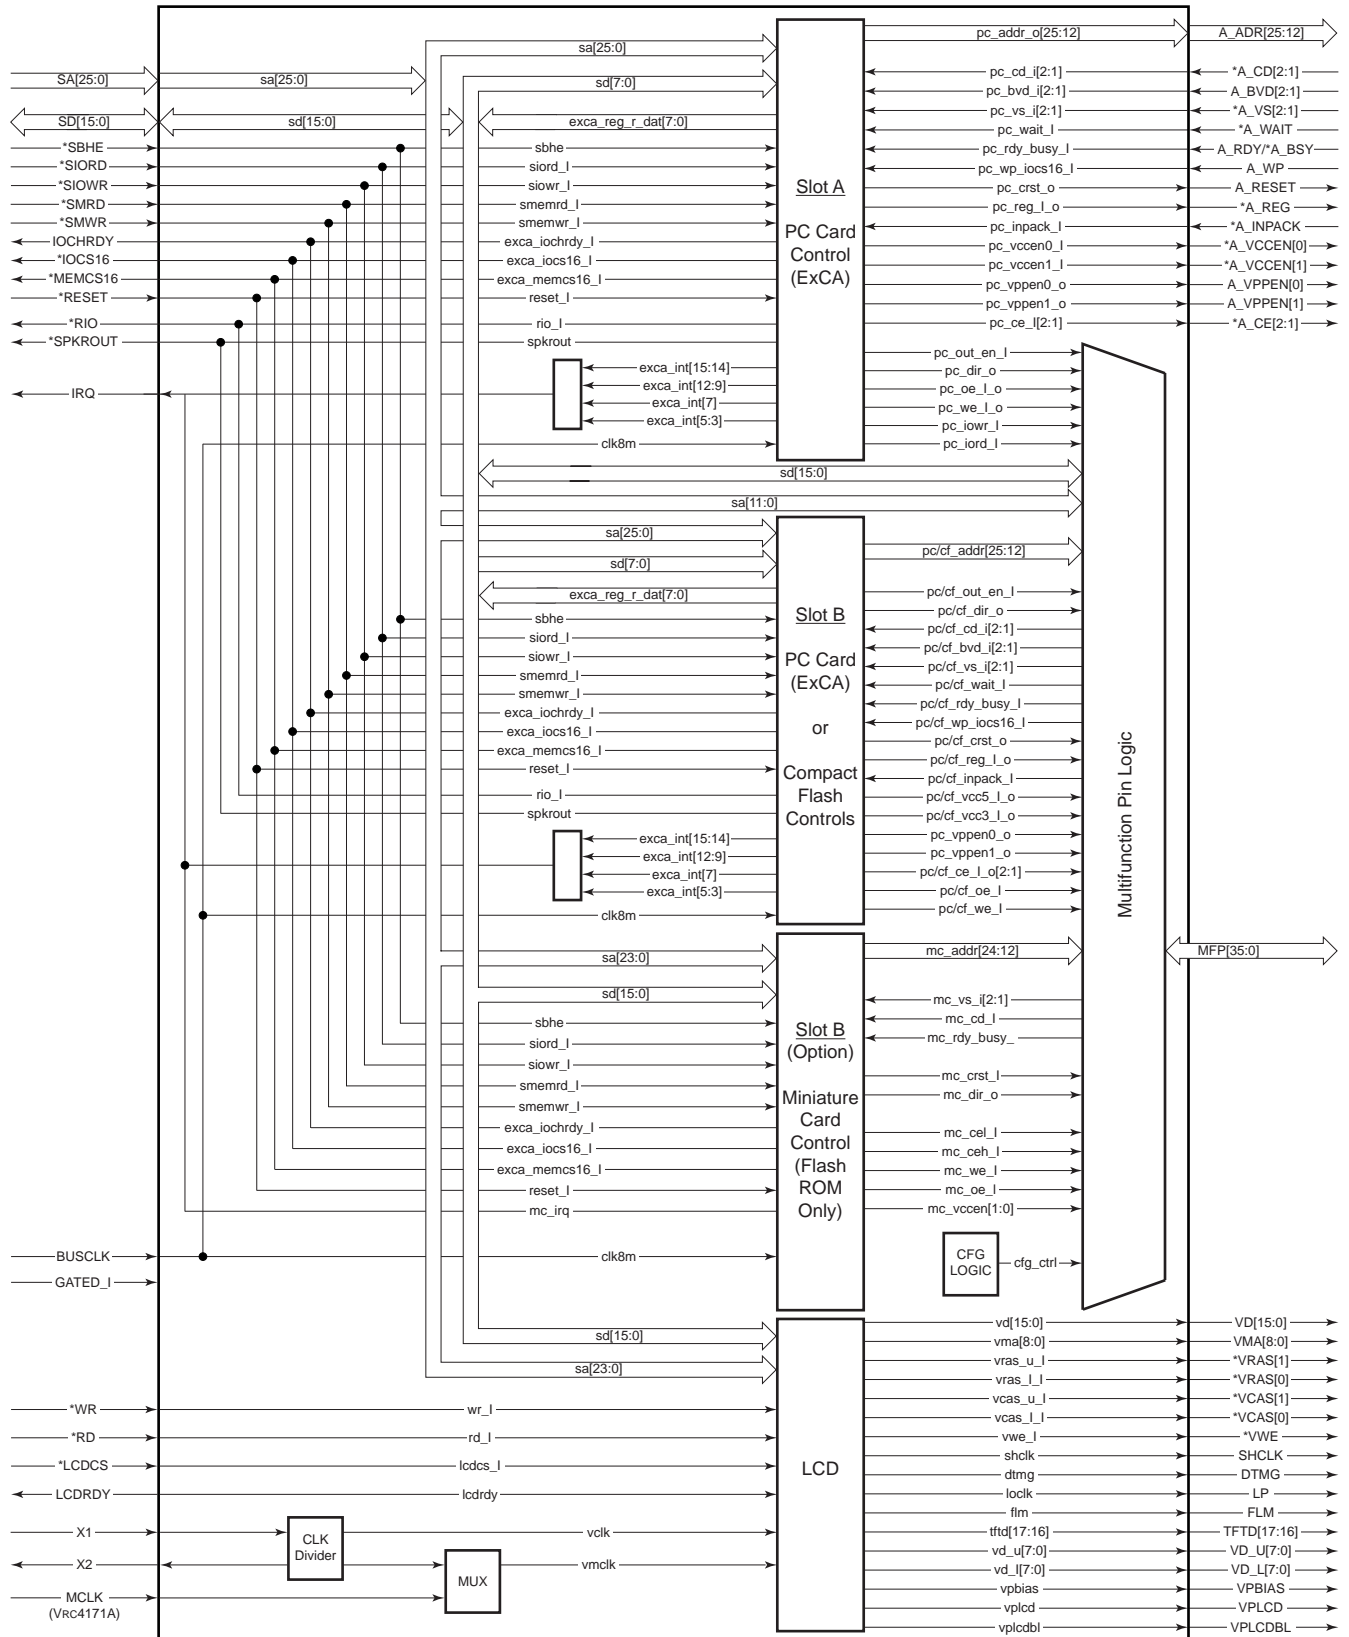 pc_addr_o[25:12]
A_ADR[25:12]
sa[25:0]
SA[25:0]
sa[25:0]
sd[7:0]
pc_cd_i[2:1]
*A_CD[2:1]
pc_bvd_i[2:1]
A_BVD[2:1]
pc_vs_i[2:1]
*A_VS[2:1]
SD[15:0]
sd[15:0]
exca_reg_r_dat[7:0]
pc_wait_l
*A_WAIT
*SBHE
sbhe
pc_rdy_busy_l
A_RDY/*A_BSY
*SIORD
siord_l
pc_wp_iocs16_l
A_WP
*SIOWR
siowr_l
Slot A
pc_crst_o
A_RESET
*SMRD
smemrd_l
pc_reg_l_o
*A_REG
*SMWR
smemwr_l
PC Card
Control
(ExCA)
pc_inpack_l
*A_INPACK
IOCHRDY
exca_iochrdy_l
pc_vccen0_l
*A_VCCEN[0]
*IOCS16
exca_iocs16_l
pc_vccen1_l
*A_VCCEN[1]
*MEMCS16
exca_memcs16_l
pc_vppen0_o
A_VPPEN[0]
*RESET
reset_l
pc_vppen1_o
A_VPPEN[1]
*RIO
rio_l
pc_ce_l[2:1]
*A_CE[2:1]
*SPKROUT
spkrout
pc_out_en_l
exca_int[15:14]
pc_dir_o
exca_int[12:9]
pc_oe_l_o
IRQ
exca_int[7]
pc_we_l_o
exca_int[5:3]
pc_iowr_l
clk8m
pc_iord_l
sd[15:0]
sa[11:0]
sa[25:0]
pc/cf_addr[25:12]
sd[7:0]
exca_reg_r_dat[7:0]
pc/cf_out_en_l
sbhe
pc/cf_dir_o
siord_l
pc/cf_cd_i[2:1]
siowr_l
pc/cf_bvd_i[2:1]
smemrd_l
pc/cf_vs_i[2:1]
smemwr_l
pc/cf_wait_l
exca_iochrdy_l
pc/cf_rdy_busy_l
exca_iocs16_l
pc/cf_wp_iocs16_l
exca_memcs16_l
pc/cf_crst_o
reset_l
pc/cf_reg_l_o
Slot B
PC Card
(ExCA)
or
Compact
Flash
Controls
pc/cf_inpack_l
rio_l
pc/cf_vcc5_l_o
spkrout
pc/cf_vcc3_l_o
exca_int[15:14]
pc_vppen0_o
exca_int[12:9]
pc_vppen1_o
exca_int[7]
pc/cf_ce_l_o[2:1]
exca_int[5:3]
pc/cf_oe_l
clk8m
pc/cf_we_l
Multifunction Pin Logic
sa[23:0]
mc_addr[24:12]
MFP[35:0]
sd[15:0]
mc_vs_i[2:1]
sbhe
mc_cd_l
siord_l
mc_rdy_busy_
siowr_l
mc_crst_l
smemrd_l
mc_dir_o
smemwr_l
exca_iochrdy_l
mc_cel_l
exca_iocs16_l
mc_ceh_l
exca_memcs16_l
mc_we_l
reset_l
mc_oe_l
mc_irq
mc_vccen[1:0]
Slot B
(Option)
Miniature
Card
Control
(Flash
ROM
Only)
BUSCLK
clk8m
CFG
LOGIC
cfg_ctrl
GATED_I
vd[15:0]
VD[15:0]
sd[15:0]
vma[8:0]
VMA[8:0]
vras_u_l
*VRAS[1]
sa[23:0]
vras_l_l
*VRAS[0]
vcas_u_l
*VCAS[1]
*WR
wr_l
vcas_l_l
*VCAS[0]
*RD
rd_l
vwe_l
*VWE
shclk
SHCLK
*LCDCS
lcdcs_l
LCD
dtmg
DTMG
LCDRDY
lcdrdy
loclk
LP
flm
FLM
X1
CLK
Divider
vclk
tftd[17:16]
TFTD[17:16]
vd_u[7:0]
VD_U[7:0]
X2
MUX
vmclk
vd_l[7:0]
VD_L[7:0]
vpbias
VPBIAS
MCLK
(VRC4171A)
vplcd
VPLCD
vplcdbl
VPLCDBL